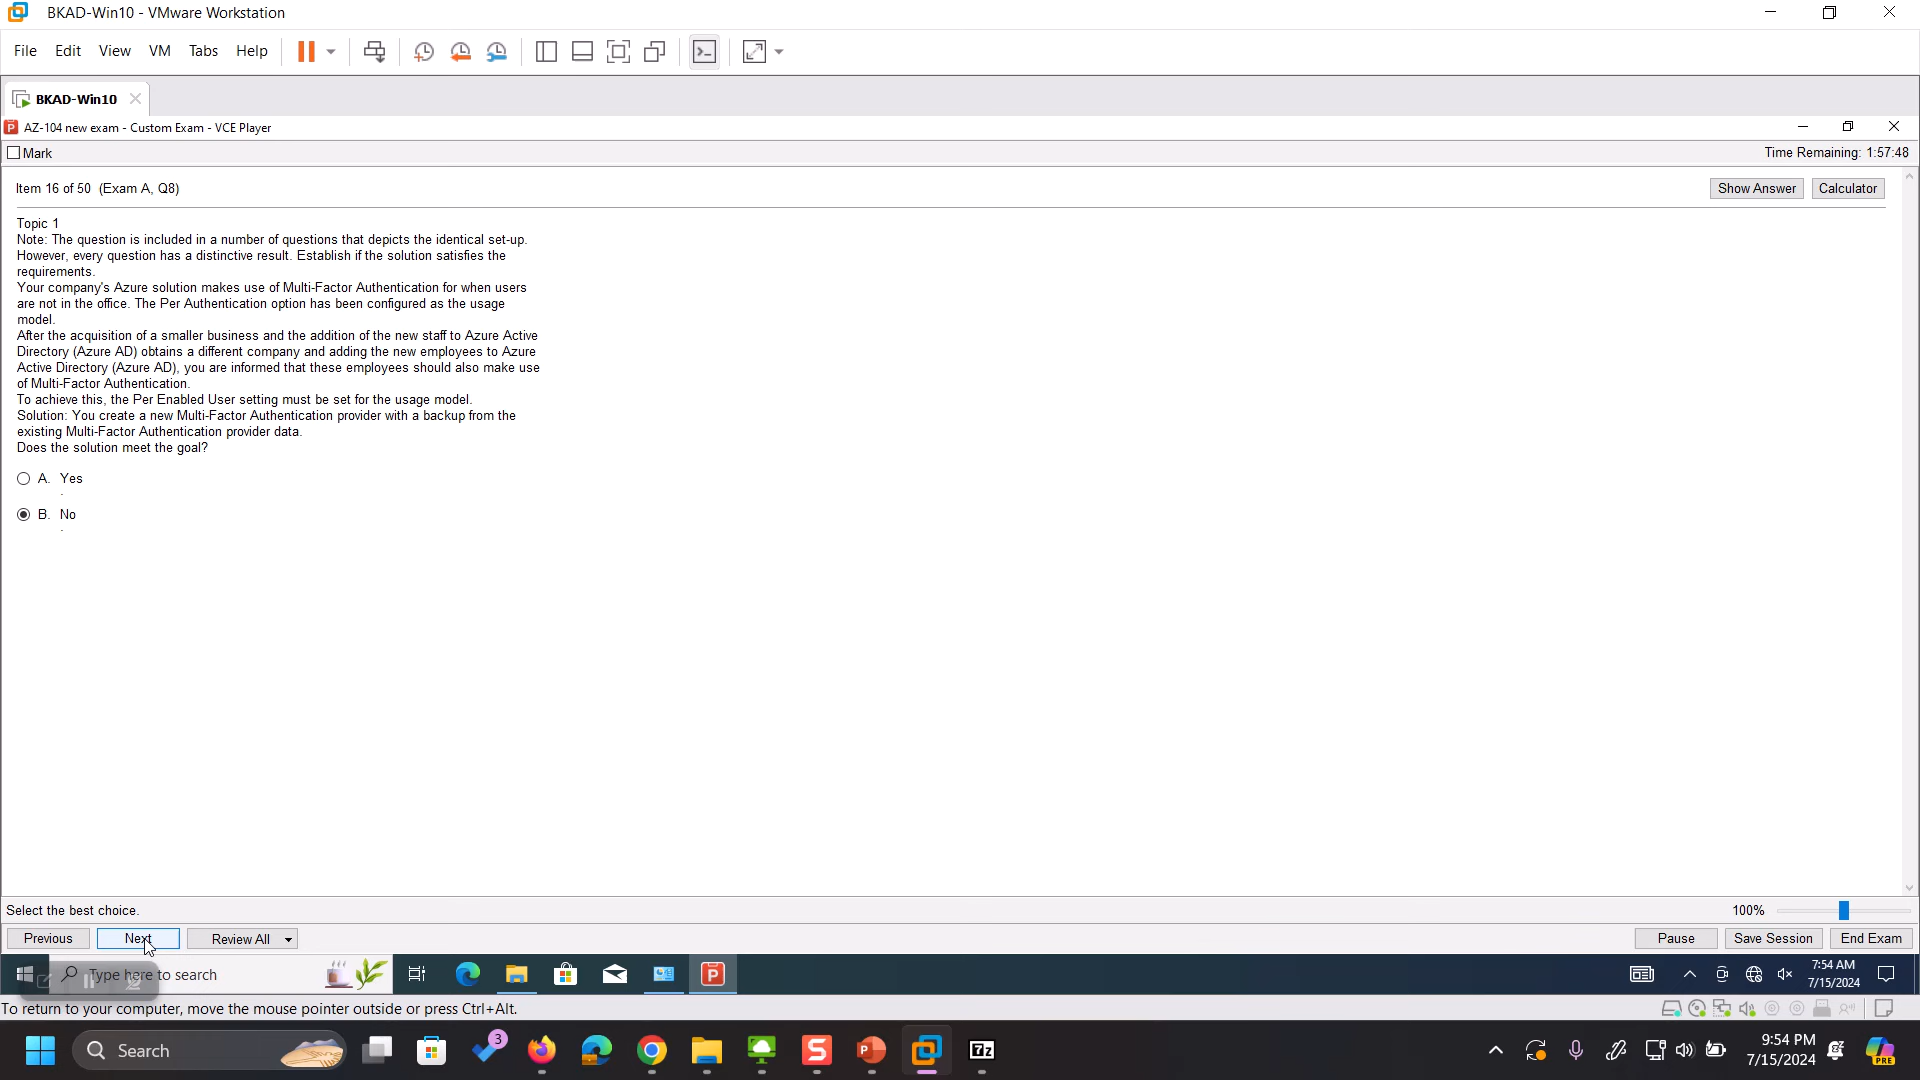 BKAD-Win10 - VMware Workstation
File Edit View VM Tabs Help
BKAD-Win10
AZ-104 new exam - Custom Exam - VCE Player
Mark
Time Remaining: 1:57:48
Item 16 of 50 (Exam A, Q8)
Show Answer
Calculator
Topic 1
Note: The question is included in a number of questions that depicts the identical set-up.
However, every question has a distinctive result. Establish if the solution satisfies the
requirements.
Your company's Azure solution makes use of Multi-Factor Authentication for when users
are not in the office. The Per Authentication option has been configured as the usage
model.
After the acquisition of a smaller business and the addition of the new staff to Azure Active
Directory (Azure AD) obtains a different company and adding the new employees to Azure
Active Directory (Azure AD), you are informed that these employees should also make use
of Multi-Factor Authentication.
To achieve this, the Per Enabled User setting must be set for the usage model.
Solution: You create a new Multi-Factor Authentication provider with a backup from the
existing Multi-Factor Authentication provider data.
Does the solution meet the goal?
A. Yes
.
B. No
.
Select the best choice.
100%
Previous
Next
Review All
Pause
Save Session
End Exam
Type here to search
7:54 AM
7/15/2024
To return to your computer, move the mouse pointer outside or press Ctrl+Alt.
Search
3
S
P
7z
9:54 PM
7/15/2024
PRE